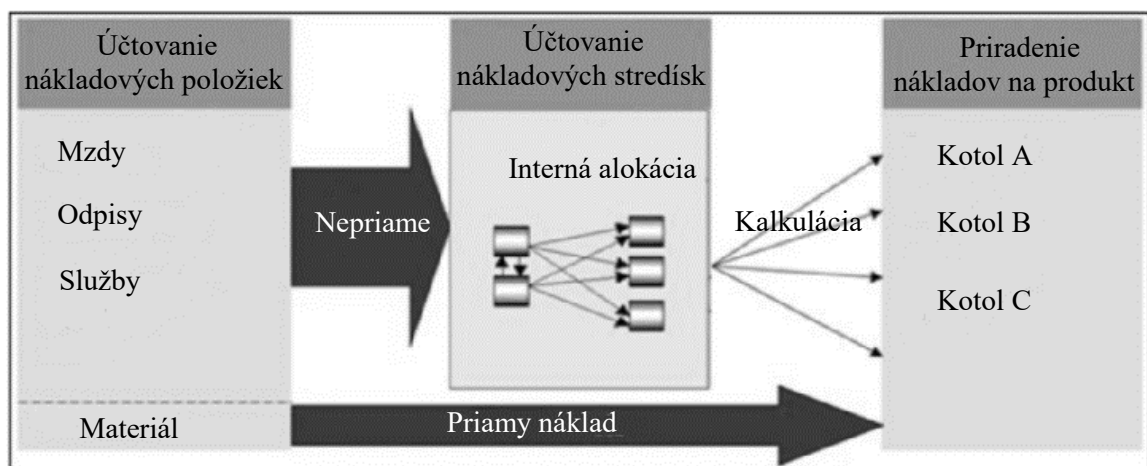 Účtovanie
nákladových položiek
Mzdy
Odpisy
Služby
Materiál
Nepriame
Účtovanie
nákladových stredísk
Interná alokácia
Kalkulácia
Priamy náklad
Priradenie
nákladov na produkt
Kotol A
Kotol B
Kotol C